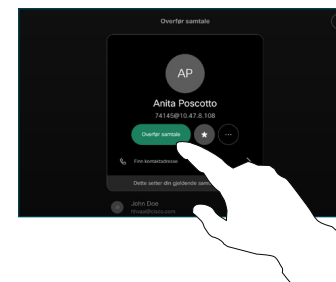 Overfør samtale
AP
Anita Poscotto
74145@10.47.8.108
Overfør samtale
Finn kontaktadresse
Dette setter din gjeldende sam
John Doe